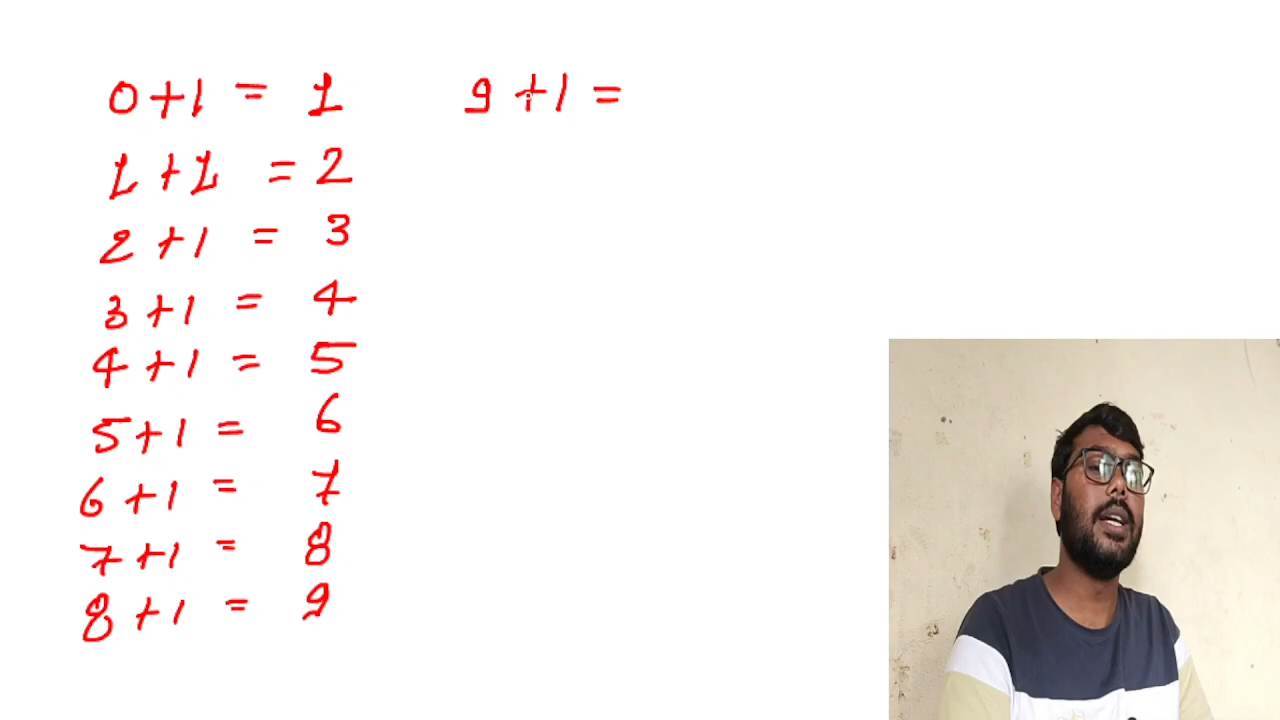 0+1 = 1
1+1 = 2
2+1 = 3
3+1 = 4
4+1 = 5
5+1 = 6
6+1 = 7
7+1 = 8
8+1 = 9
9+1 =